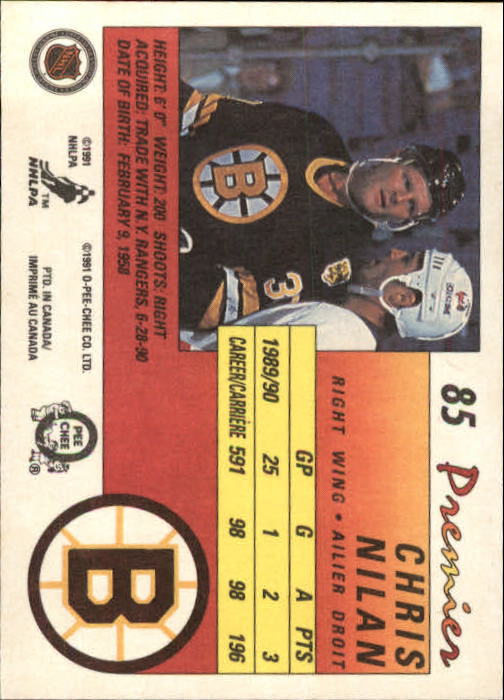 85 Premier
CHRIS
NILAN
RIGHT WING • AILIER DROIT
GP G A PTS
1989/90 25 1 2 3
CAREER/CARRIÈRE 591 98 98 196
HEIGHT: 6'0" WEIGHT: 200 SHOOTS: RIGHT
ACQUIRED: TRADE WITH N.Y. RANGERS, 6-28-90
DATE OF BIRTH: FEBRUARY 9, 1958
B
3
NHL
©1991
NHLPA
NHLPA™
©1991 O-PEE-CHEE CO. LTD.
PTD. IN CANADA/
IMPRIMÉ AU CANADA
O
PEE
CHEE
®
B